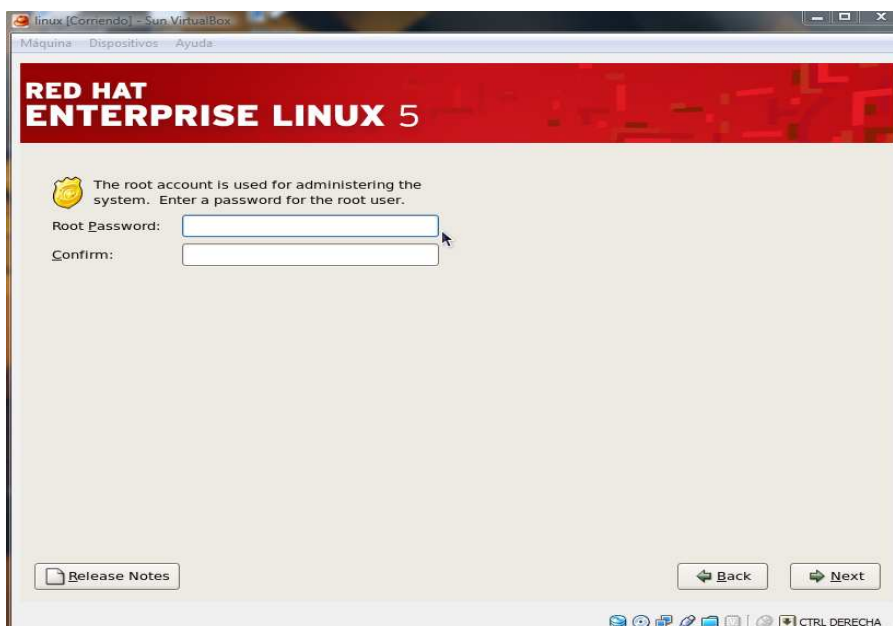 linux [Corriendo] - Sun VirtualBox
Máquina Dispositivos Ayuda
RED HAT
ENTERPRISE LINUX 5
The root account is used for administering the
system. Enter a password for the root user.
Root Password:
Confirm:
Release Notes
Back
Next
CTRL DERECHA